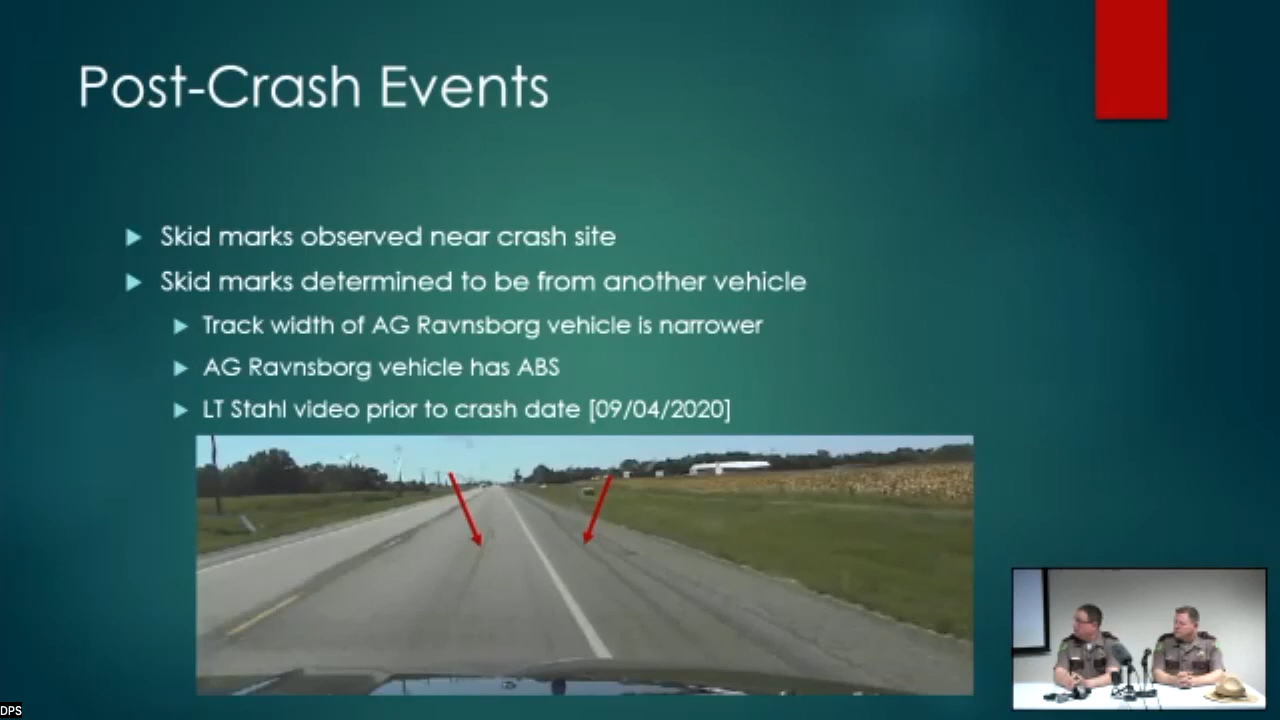 Post-Crash Events
Skid marks observed near crash site
Skid marks determined to be from another vehicle
Track width of AG Ravnsborg vehicle is narrower
AG Ravnsborg vehicle has ABS
LT Stahl video prior to crash date [09/04/2020]
DPS